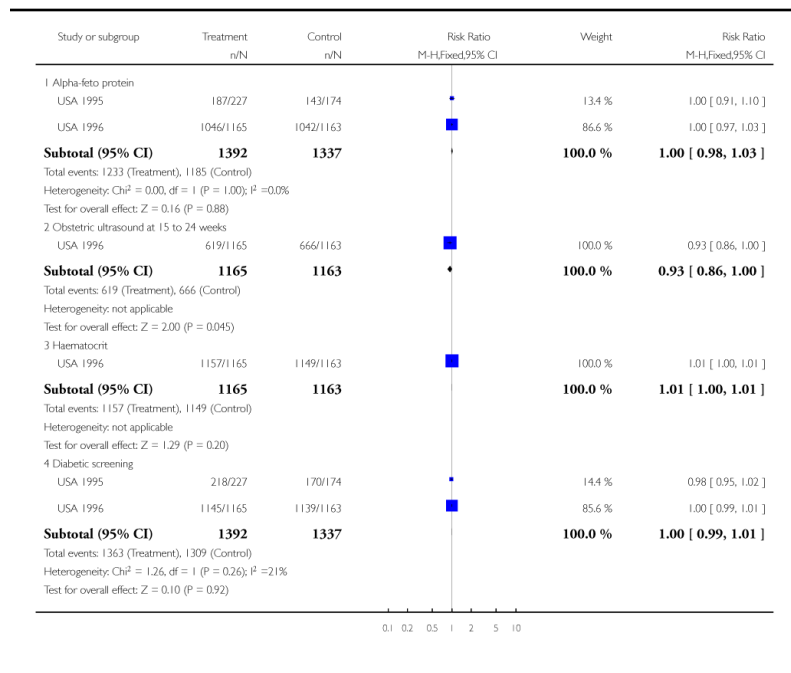 Study or subgroup Treatment Control Risk Ratio Weight Risk Ratio
n/N n/N M-H,Fixed,95% CI M-H,Fixed,95% CI
1 Alpha-feto protein
USA 1995 187/227 143/174 13.4 % 1.00 [ 0.91, 1.10 ]
USA 1996 1046/1165 1042/1163 86.6 % 1.00 [ 0.97, 1.03 ]
Subtotal (95% CI) 1392 1337 100.0 % 1.00 [ 0.98, 1.03 ]
Total events: 1233 (Treatment), 1185 (Control)
Heterogeneity: Chi² = 0.00, df = 1 (P = 1.00); I² =0.0%
Test for overall effect: Z = 0.16 (P = 0.88)
2 Obstetric ultrasound at 15 to 24 weeks
USA 1996 619/1165 666/1163 100.0 % 0.93 [ 0.86, 1.00 ]
Subtotal (95% CI) 1165 1163 100.0 % 0.93 [ 0.86, 1.00 ]
Total events: 619 (Treatment), 666 (Control)
Heterogeneity: not applicable
Test for overall effect: Z = 2.00 (P = 0.045)
3 Haematocrit
USA 1996 1157/1165 1149/1163 100.0 % 1.01 [ 1.00, 1.01 ]
Subtotal (95% CI) 1165 1163 100.0 % 1.01 [ 1.00, 1.01 ]
Total events: 1157 (Treatment), 1149 (Control)
Heterogeneity: not applicable
Test for overall effect: Z = 1.29 (P = 0.20)
4 Diabetic screening
USA 1995 218/227 170/174 14.4 % 0.98 [ 0.95, 1.02 ]
USA 1996 1145/1165 1139/1163 85.6 % 1.00 [ 0.99, 1.01 ]
Subtotal (95% CI) 1392 1337 100.0 % 1.00 [ 0.99, 1.01 ]
Total events: 1363 (Treatment), 1309 (Control)
Heterogeneity: Chi² = 1.26, df = 1 (P = 0.26); I² =21%
Test for overall effect: Z = 0.10 (P = 0.92)
0.1 0.2 0.5 1 2 5 10